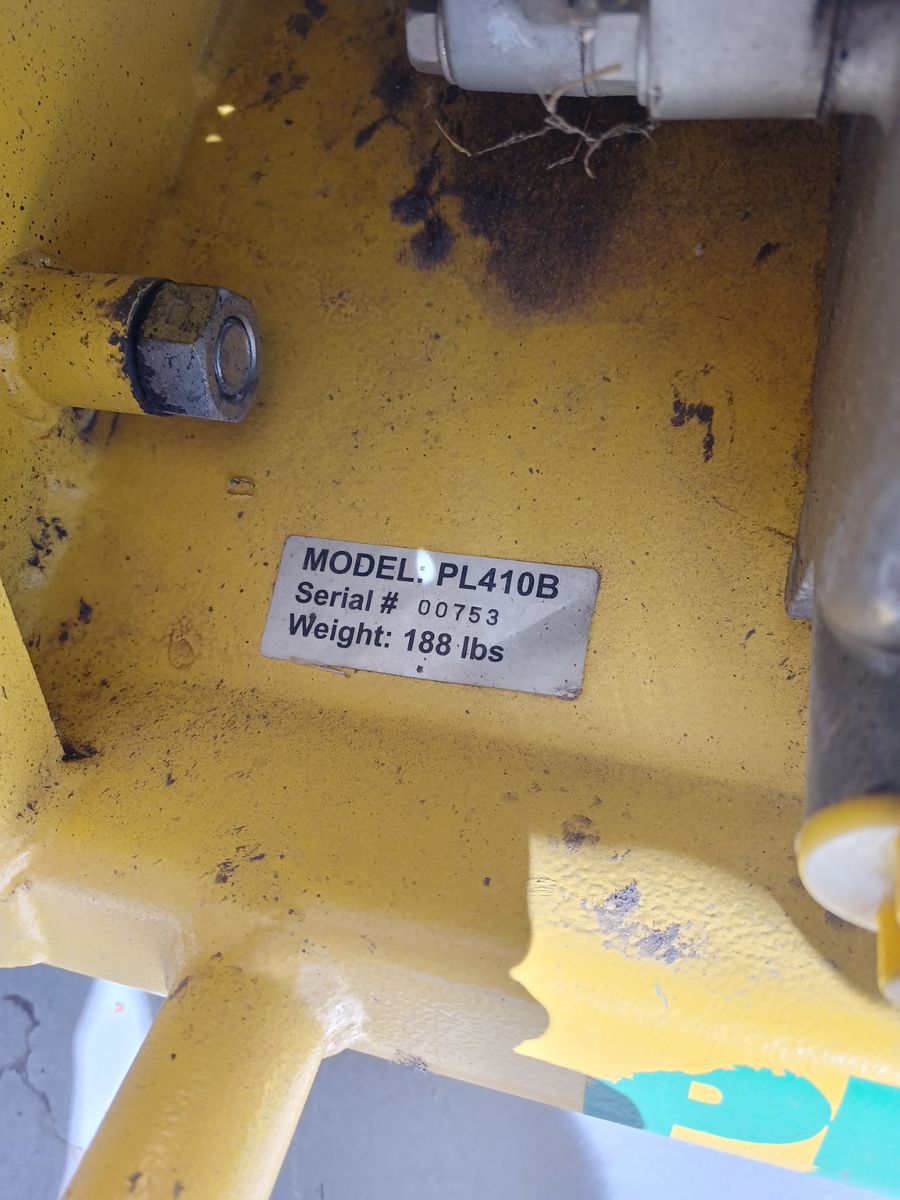 MODEL: PL410B
Serial # 00753
Weight: 188 lbs